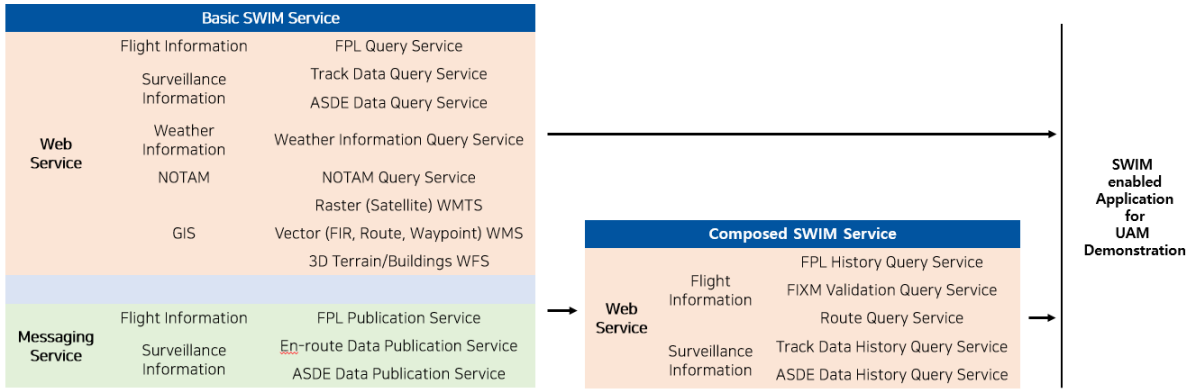 Basic SWIM Service
Web
Service
Flight Information
FPL Query Service
Surveillance
Information
Track Data Query Service
ASDE Data Query Service
Weather
Information
Weather Information Query Service
NOTAM
NOTAM Query Service
GIS
Raster (Satellite) WMTS
Vector (FIR, Route, Waypoint) WMS
3D Terrain/Buildings WFS
Messaging
Service
Flight Information
FPL Publication Service
Surveillance
Information
En-route Data Publication Service
ASDE Data Publication Service
Composed SWIM Service
Web
Service
Flight
Information
FPL History Query Service
FIXM Validation Query Service
Route Query Service
Surveillance
Information
Track Data History Query Service
ASDE Data History Query Service
SWIM
enabled
Application
for
UAM
Demonstration